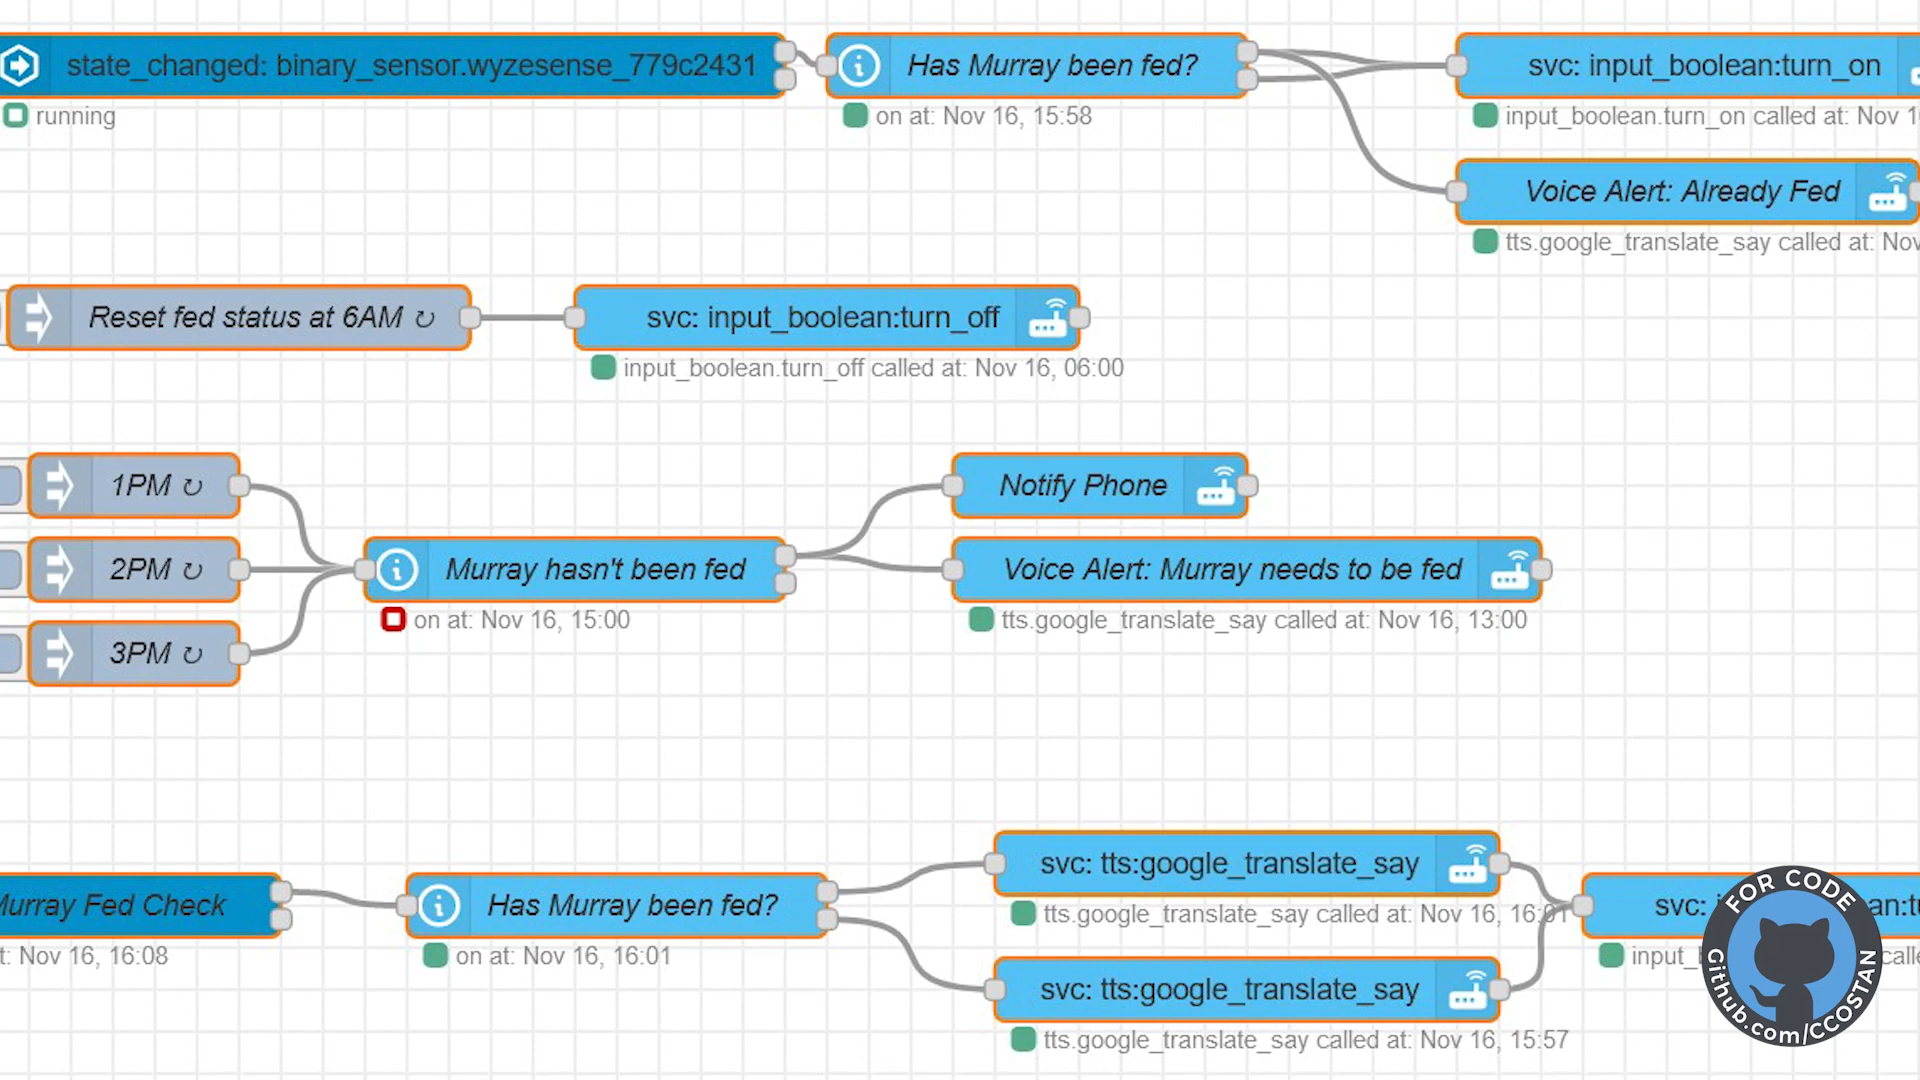 state_changed: binary_sensor.wyzesense_779c2431
running
Has Murray been fed?
on at: Nov 16, 15:58
svc: input_boolean:turn_on
input_boolean.turn_on called at: Nov 1
Voice Alert: Already Fed
tts.google_translate_say called at: Nov
Reset fed status at 6AM ↻
svc: input_boolean:turn_off
input_boolean.turn_off called at: Nov 16, 06:00
1PM ↻
2PM ↻
3PM ↻
Murray hasn't been fed
on at: Nov 16, 15:00
Notify Phone
Voice Alert: Murray needs to be fed
tts.google_translate_say called at: Nov 16, 13:00
Murray Fed Check
t: Nov 16, 16:08
Has Murray been fed?
on at: Nov 16, 16:01
svc: tts:google_translate_say
tts.google_translate_say called at: Nov 16, 16:01
svc: tts:google_translate_say
tts.google_translate_say called at: Nov 16, 15:57
svc:
input_
FOR CODE
Github.com/CCOSTAN